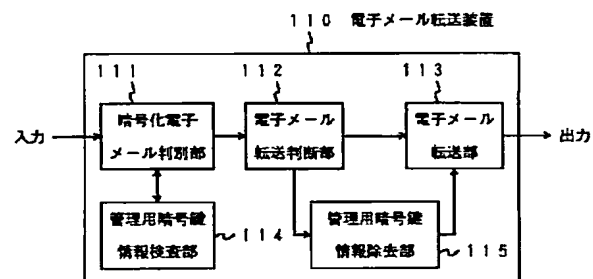 110 電子メール転送装置
111
112
113
入力
暗号化電子
メール判別部
電子メール
転送判断部
電子メール
転送部
出力
管理用暗号鍵
情報検査部
114
管理用暗号鍵
情報除去部
115